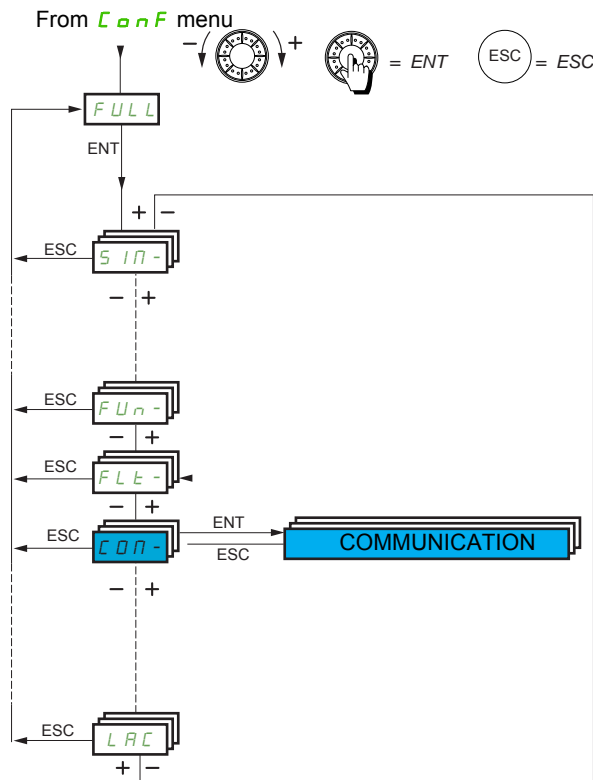 From ConF menu
− + = ENT ESC = ESC
FULL
ENT
+ −
ESC SIM-
− +
ESC FUn-
− +
ESC FLt-
− +
ESC COM- ENT COMMUNICATION
ESC
− +
ESC LAC
+ −